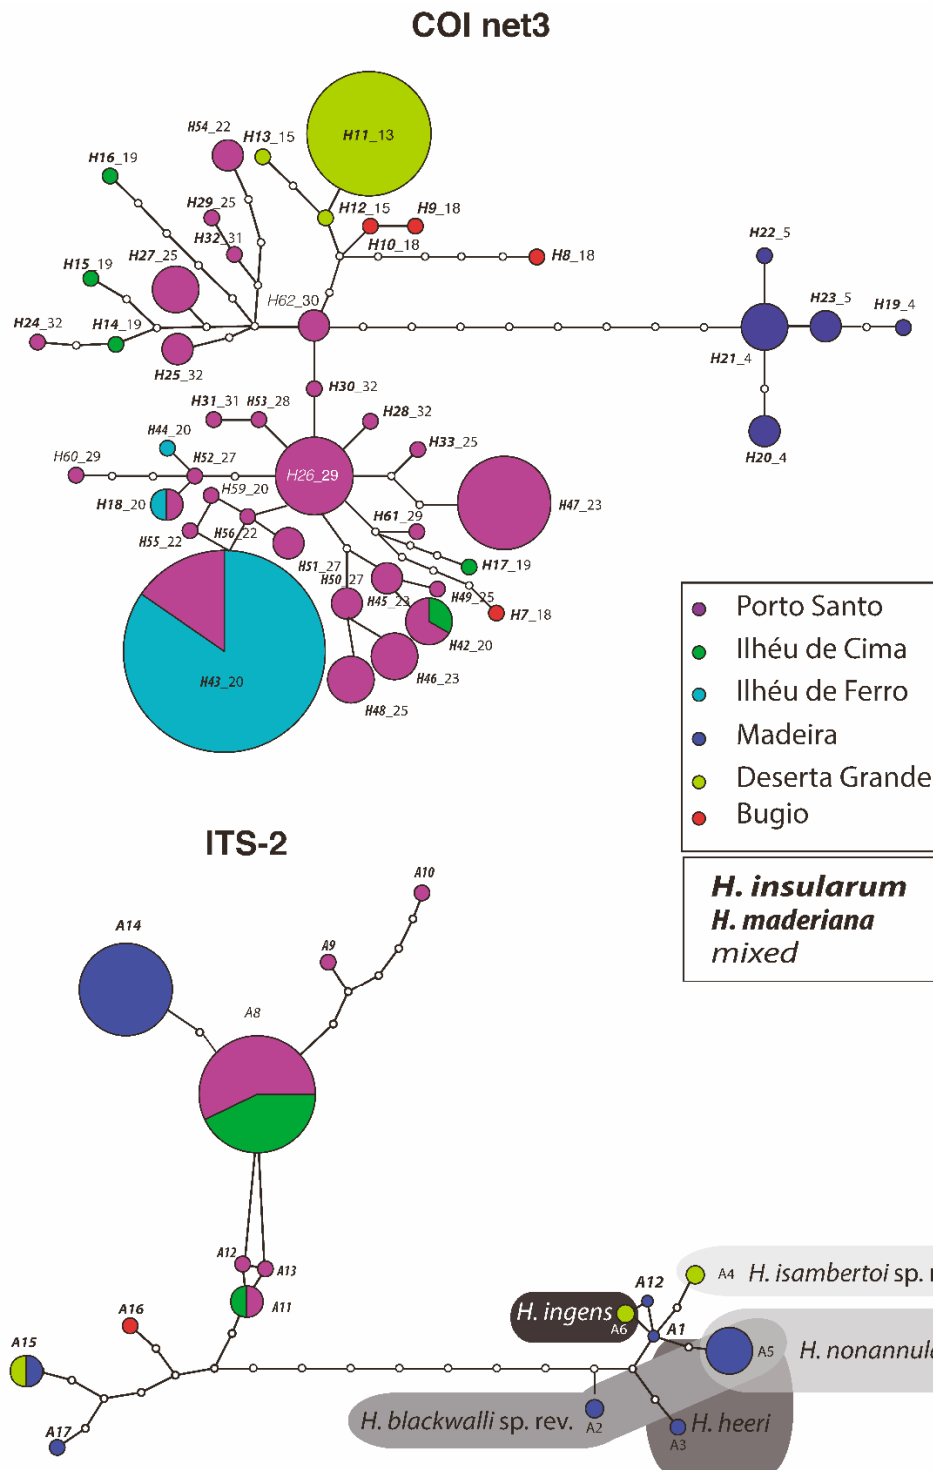 COI net3
H54_22
H13_15
H11_13
H16_19
H29_25
H12_15
H9_18
H32_31
H10_18
H8_18
H22_5
H27_25
H15_19
H62_30
H23_5
H19_4
H24_32
H14_19
H21_4
H25_32
H30_32
H31_31
H53_28
H28_32
H44_20
H33_25
H20_4
H60_29
H52_27
H26_29
H59_20
H47_23
H18_20
H61_29
H55_22
H56_22
H51_27
H17_19
H50_27
H45_23
H49_25
H7_18
H42_20
H46_23
H43_20
H48_25
Porto Santo
Ilhéu de Cima
Ilhéu de Ferro
Madeira
Deserta Grande
Bugio
H. insularum
H. maderiana
mixed
ITS-2
A10
A14
A9
A8
A12
A13
A11
A16
A15
A17
A12
A4 H. isambertoi sp.
H. ingens
A6
A1
A5 H. nonannul
H. blackwalli sp. rev.
A2
H. heeri
A3